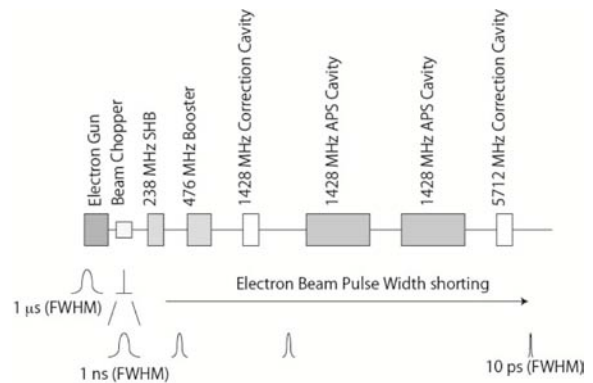 Electron Gun
Beam Chopper
238 MHz SHB
476 MHz Booster
1428 MHz Correction Cavity
1428 MHz APS Cavity
1428 MHz APS Cavity
5712 MHz Correction Cavity
Electron Beam Pulse Width shorting
1 μs (FWHM)
1 ns (FWHM)
10 ps (FWHM)